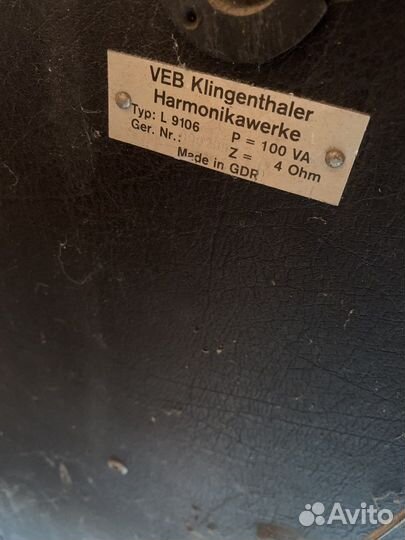 VEB Klingenthaler
Harmonikawerke
Typ: L 9106 P = 100 VA
Ger. Nr.: Z = 4 Ohm
Made in GDR
Avito